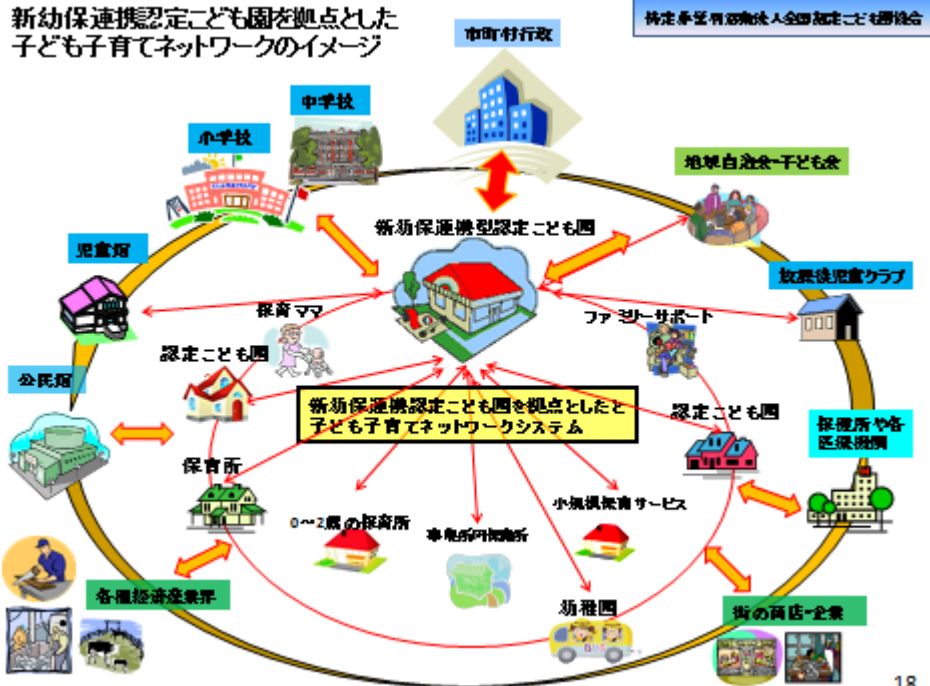 新幼保連携認定こども園を拠点とした
子ども子育てネットワークのイメージ
特定非営利活動法人全国認定こども園協会
市町村行政
中学校
小学校
地域自治会・子ども会
新幼保連携型認定こども園
児童館
放課後児童クラブ
保育ママ
ファミリーサポート
認定こども園
公民館
新幼保連携認定こども園を拠点としたと
子ども子育てネットワークシステム
認定こども園
保健所や各
医療機関
保育所
0～2歳の保育所
事業所内保育所
小規模保育サービス
各種経済産業界
幼稚園
BUS
街の商店・企業
18